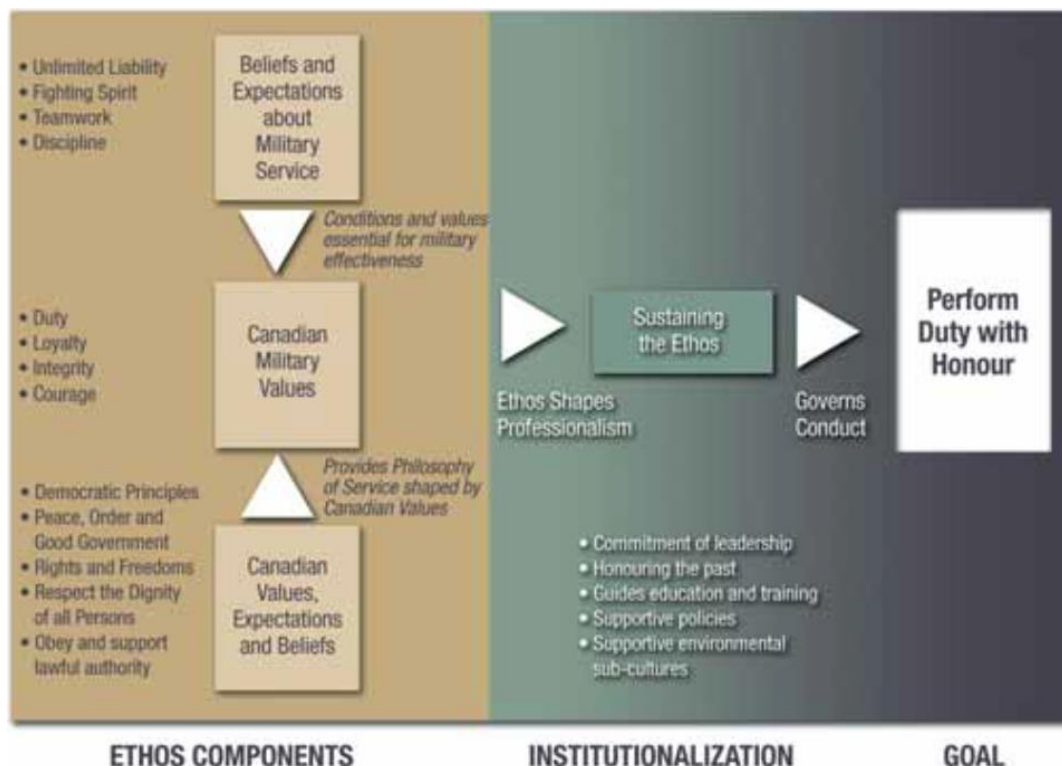 • Unlimited Liability
• Fighting Spirit
• Teamwork
• Discipline
Beliefs and
Expectations
about
Military
Service
Conditions and values
essential for military
effectiveness
• Duty
• Loyalty
• Integrity
• Courage
Canadian
Military
Values
Provides Philosophy
of Service shaped by
Canadian Values
• Democratic Principles
• Peace, Order and
Good Government
• Rights and Freedoms
• Respect the Dignity
of all Persons
• Obey and support
lawful authority
Canadian
Values,
Expectations
and Beliefs
Ethos Shapes
Professionalism
Sustaining
the Ethos
Governs
Conduct
• Commitment of leadership
• Honouring the past
• Guides education and training
• Supportive policies
• Supportive environmental
sub-cultures
Perform
Duty with
Honour
ETHOS COMPONENTS
INSTITUTIONALIZATION
GOAL